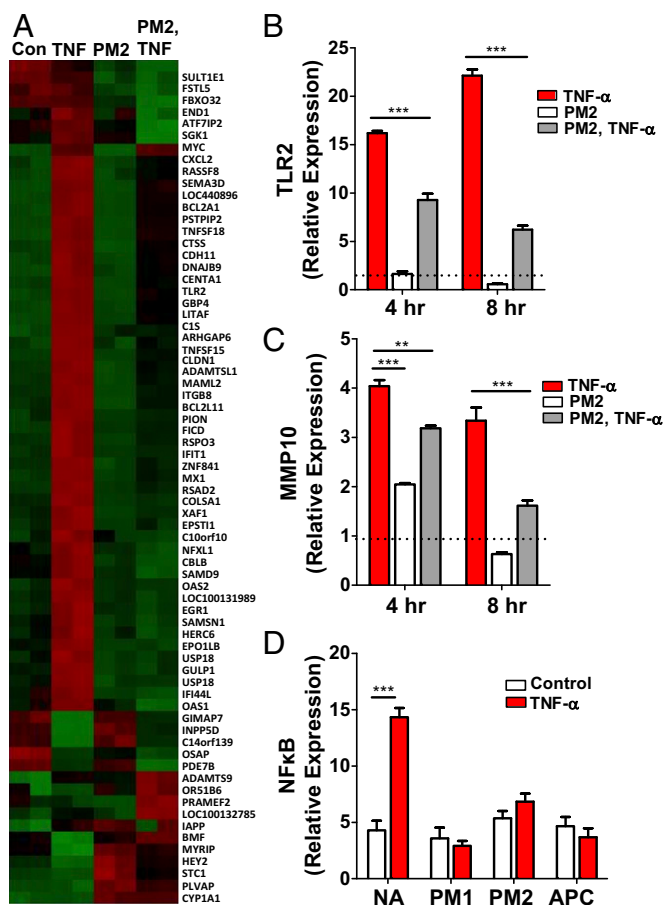 A
Con TNF PM2 PM2, TNF
SULT1E1
FSTL5
FBXO32
END1
ATF7IP2
SGK1
MYC
CXCL2
RASSF8
SEMA3D
LOC440896
BCL2A1
PSTPIP2
TNFSF18
CTSS
CDH11
DNAJB9
CENTA1
TLR2
GBP4
LITAF
C1S
ARHGAP6
TNFSF15
CLDN1
ADAMTSL1
MAML2
ITGB8
BCL2L11
PION
FICD
RSPO3
IFIT1
ZNF841
MX1
RSAD2
COLSA1
XAF1
EPSTI1
C10orf10
NFXL1
CBLB
SAMD9
OAS2
LOC100131989
EGR1
SAMSN1
HERC6
EPO1LB
USP18
GULP1
USP18
IFI44L
OAS1
GIMAP7
INPP5D
C14orf139
OSAP
PDE7B
ADAMTS9
OR51B6
PRAMEF2
LOC100132785
IAPP
BMF
MYRIP
HEY2
STC1
PLVAP
CYP1A1
B
TLR2
(Relative Expression)
25
20
15
10
5
0
***
***
4 hr 8 hr
TNF-α
PM2
PM2, TNF-α
C
MMP10
(Relative Expression)
5
4
3
2
1
0
**
***
***
4 hr 8 hr
TNF-α
PM2
PM2, TNF-α
D
NFκB
(Relative Expression)
20
15
10
5
0
***
NA PM1 PM2 APC
Control
TNF-α